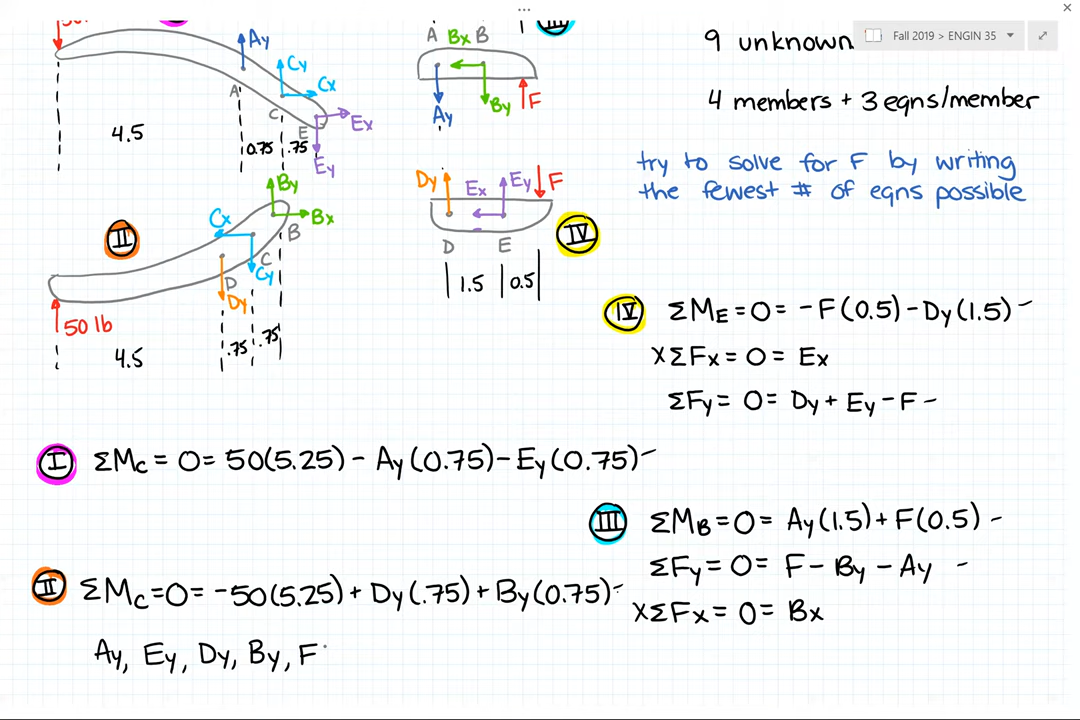 Fall 2019 > ENGIN 35
9 unknown
4 members + 3 eqns/member
try to solve for F by writing
the fewest # of eqns possible
Ay
Cy
Cx
A
C
E
Ex
Ey
4.5
0.75
.75
A Bx B
III
Ay
By
F
II
By
Bx
Cx
B
C
Cy
D
Dy
50 lb
4.5
.75
.75
Dy
Ex
Ey
F
IV
D
E
1.5
0.5
IV ΣME = 0 = -F(0.5) - Dy(1.5) -
XΣFx = 0 = Ex
ΣFy = 0 = Dy + Ey - F -
I ΣMc = 0 = 50(5.25) - Ay(0.75) - Ey(0.75) -
III ΣMB = 0 = Ay(1.5) + F(0.5) -
ΣFy = 0 = F - By - Ay -
XΣFx = 0 = Bx
II ΣMc = 0 = -50(5.25) + Dy(.75) + By(0.75) -
Ay, Ey, Dy, By, F